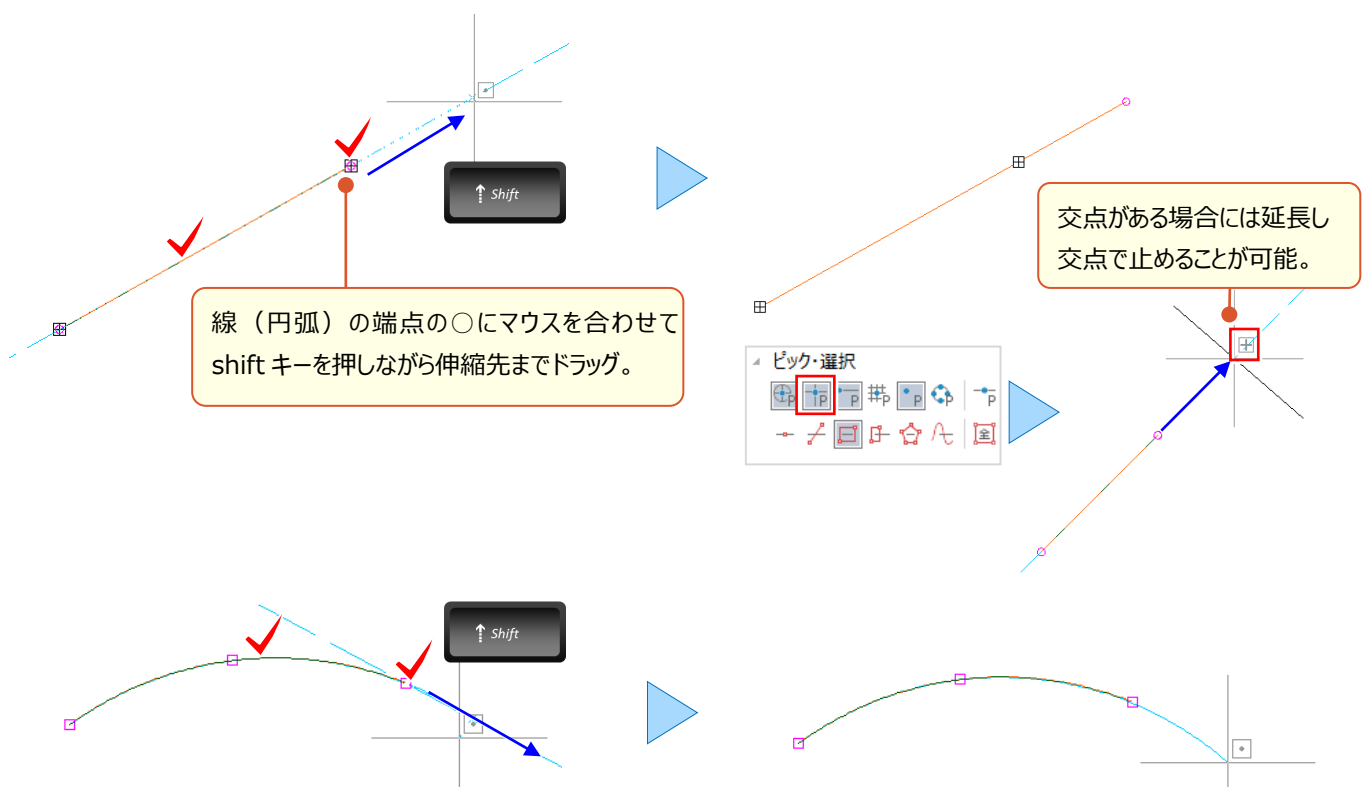 ⇡ Shift
線（円弧）の端点の○にマウスを合わせて
shift キーを押しながら伸縮先までドラッグ。
交点がある場合には延長し
交点で止めることが可能。
ピック・選択
P P P P P P P
全
⇡ Shift